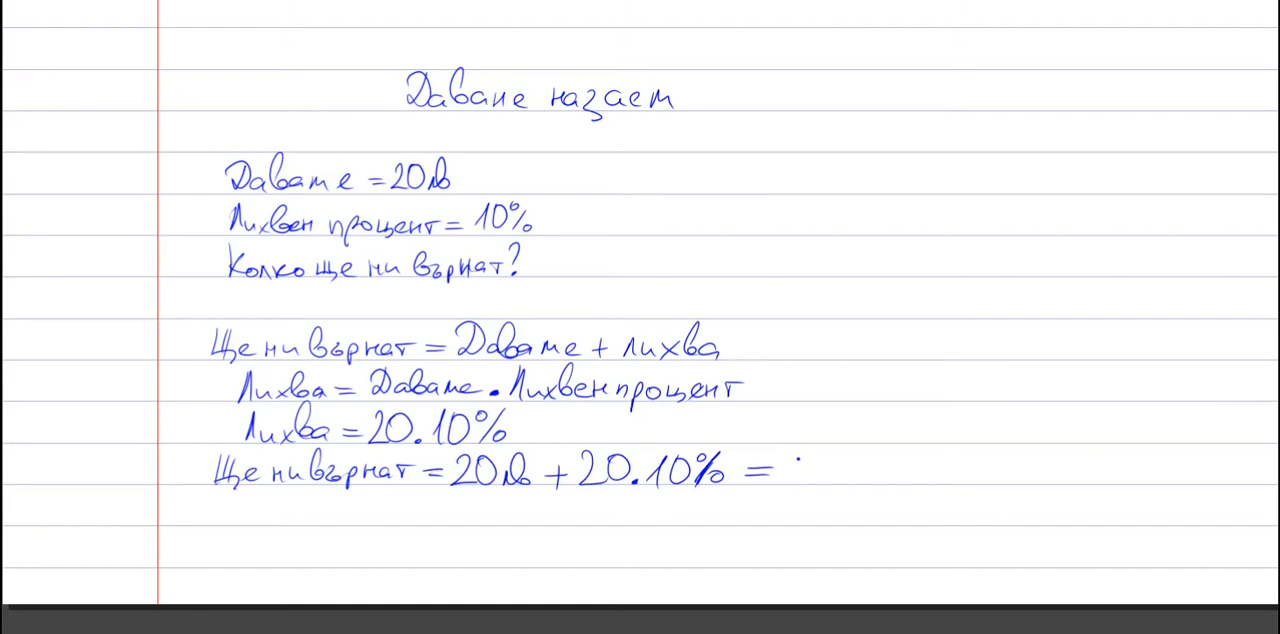 Даване назаем
Даваме = 20лв
Лихвен процент = 10%
Колко ще ни върнат?
Ще ни върнат = Даваме + лихва
Лихва = Даваме . Лихвен процент
Лихва = 20.10%
Ще ни върнат = 20лв + 20.10% =